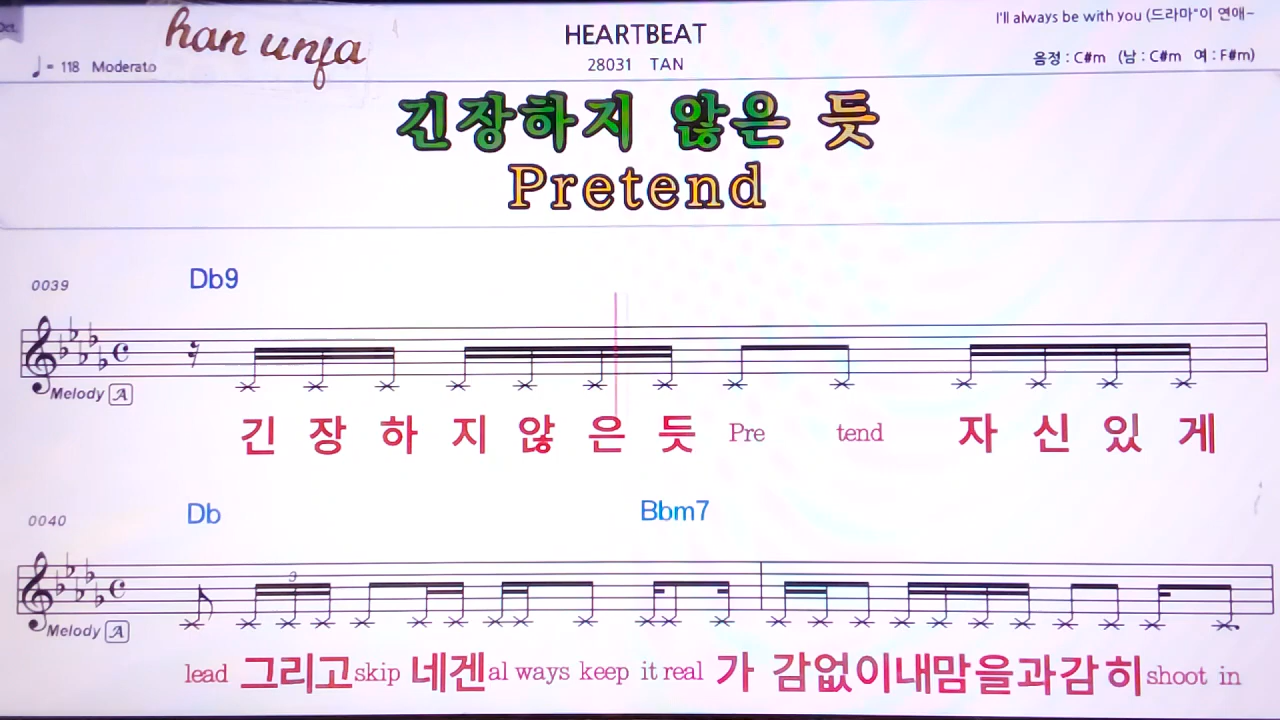 Oct.
han unfa
HEARTBEAT
I'll always be with you (드라마"이 연애~
♩= 118 Moderato
28031 TAN
음정 : C#m (남 : C#m 여 : F#m)
긴장하지 않은 듯
Pretend
0039 Db9
Melody A
긴 장 하 지 않 은 듯 Pre tend 자 신 있 게
0040 Db Bbm7
3
Melody A
lead 그리고 skip 네겐 al ways keep it real 가 감없이내맘을과감히 shoot in